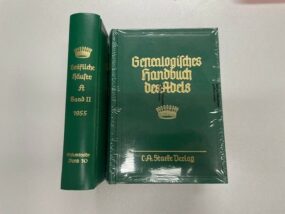 Gräfliche
Häuser
A
Band II
1955
Genealogisches
Handbuch
des Adels
C.A. Starke Verlag